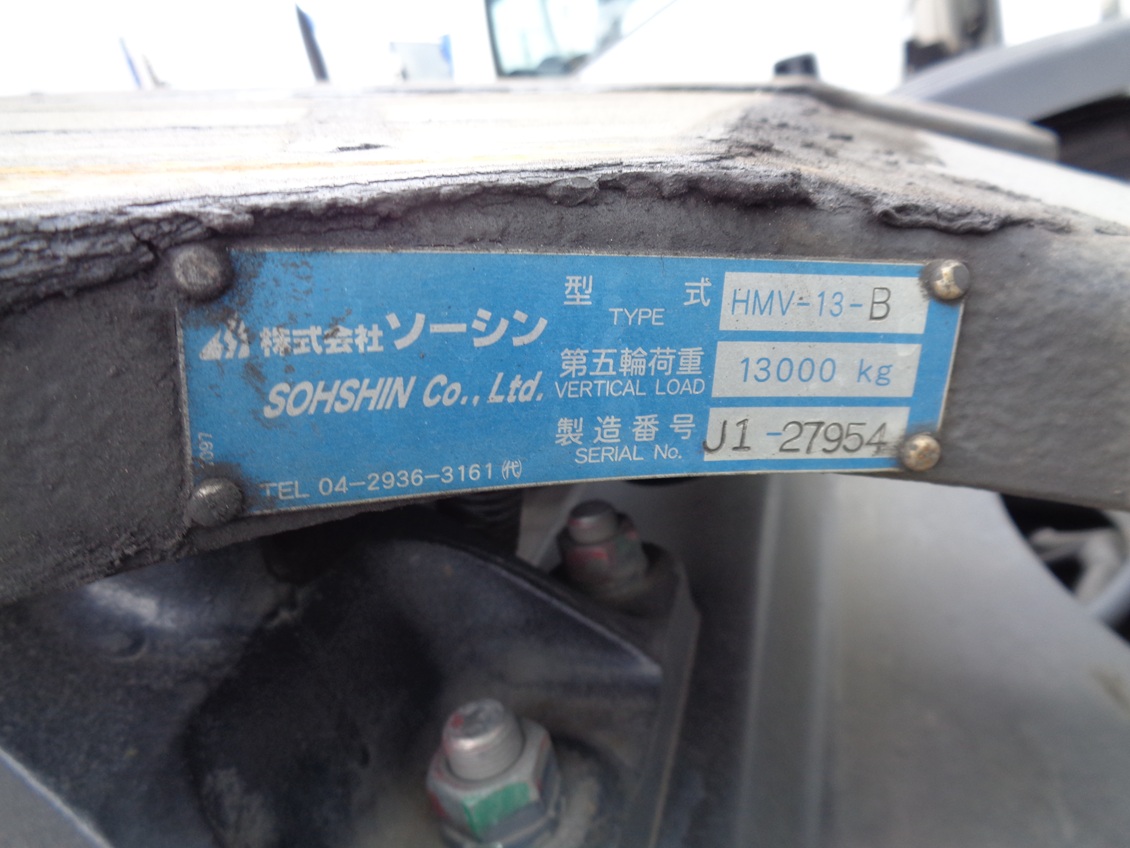 株式会社ソーシン
SOHSHIN Co., Ltd.
TEL 04-2936-3161 ㈹
097
型式 HMV-13-B
TYPE
第五輪荷重 13000 kg
VERTICAL LOAD
製造番号 J1-27954
SERIAL No.